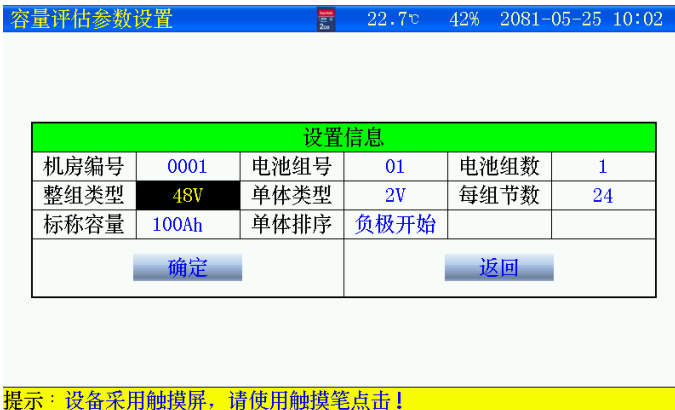 容量评估参数设置 22.7℃ 42% 2081-05-25 10:02
设置信息
机房编号 0001 电池组号 01 电池组数 1
整组类型 48V 单体类型 2V 每组节数 24
标称容量 100Ah 单体排序 负极开始
确定 返回
提示：设备采用触摸屏，请使用触摸笔点击！